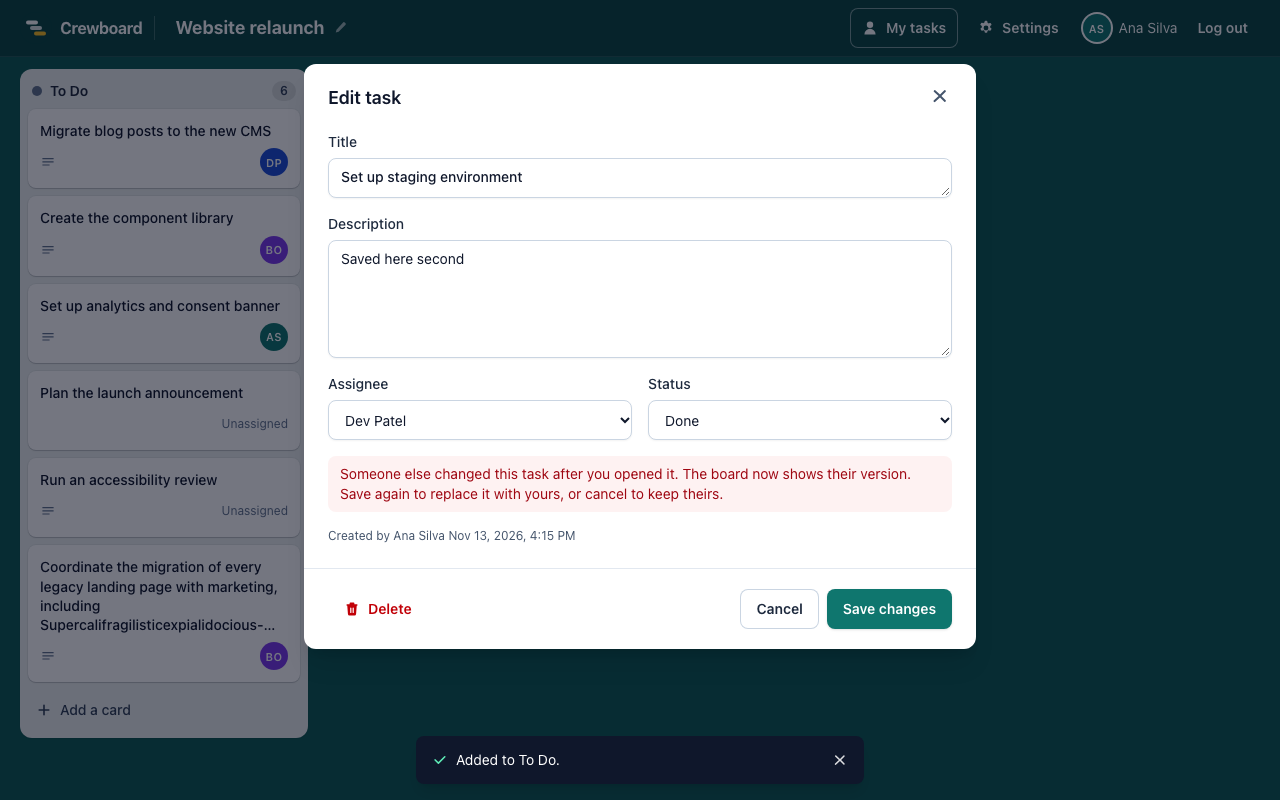 Crewboard
Website relaunch
My tasks
Settings
AS
Ana Silva
Log out
To Do
6
Migrate blog posts to the new CMS
DP
Create the component library
BO
Set up analytics and consent banner
AS
Plan the launch announcement
Unassigned
Run an accessibility review
Unassigned
Coordinate the migration of every
legacy landing page with marketing,
including
Supercalifragilisticexpialidocious-...
BO
Add a card
Edit task
Title
Set up staging environment
Description
Saved here second
Assignee
Status
Dev Patel
Done
Someone else changed this task after you opened it. The board now shows their version.
Save again to replace it with yours, or cancel to keep theirs.
Created by Ana Silva Nov 13, 2026, 4:15 PM
Delete
Cancel
Save changes
Added to To Do.